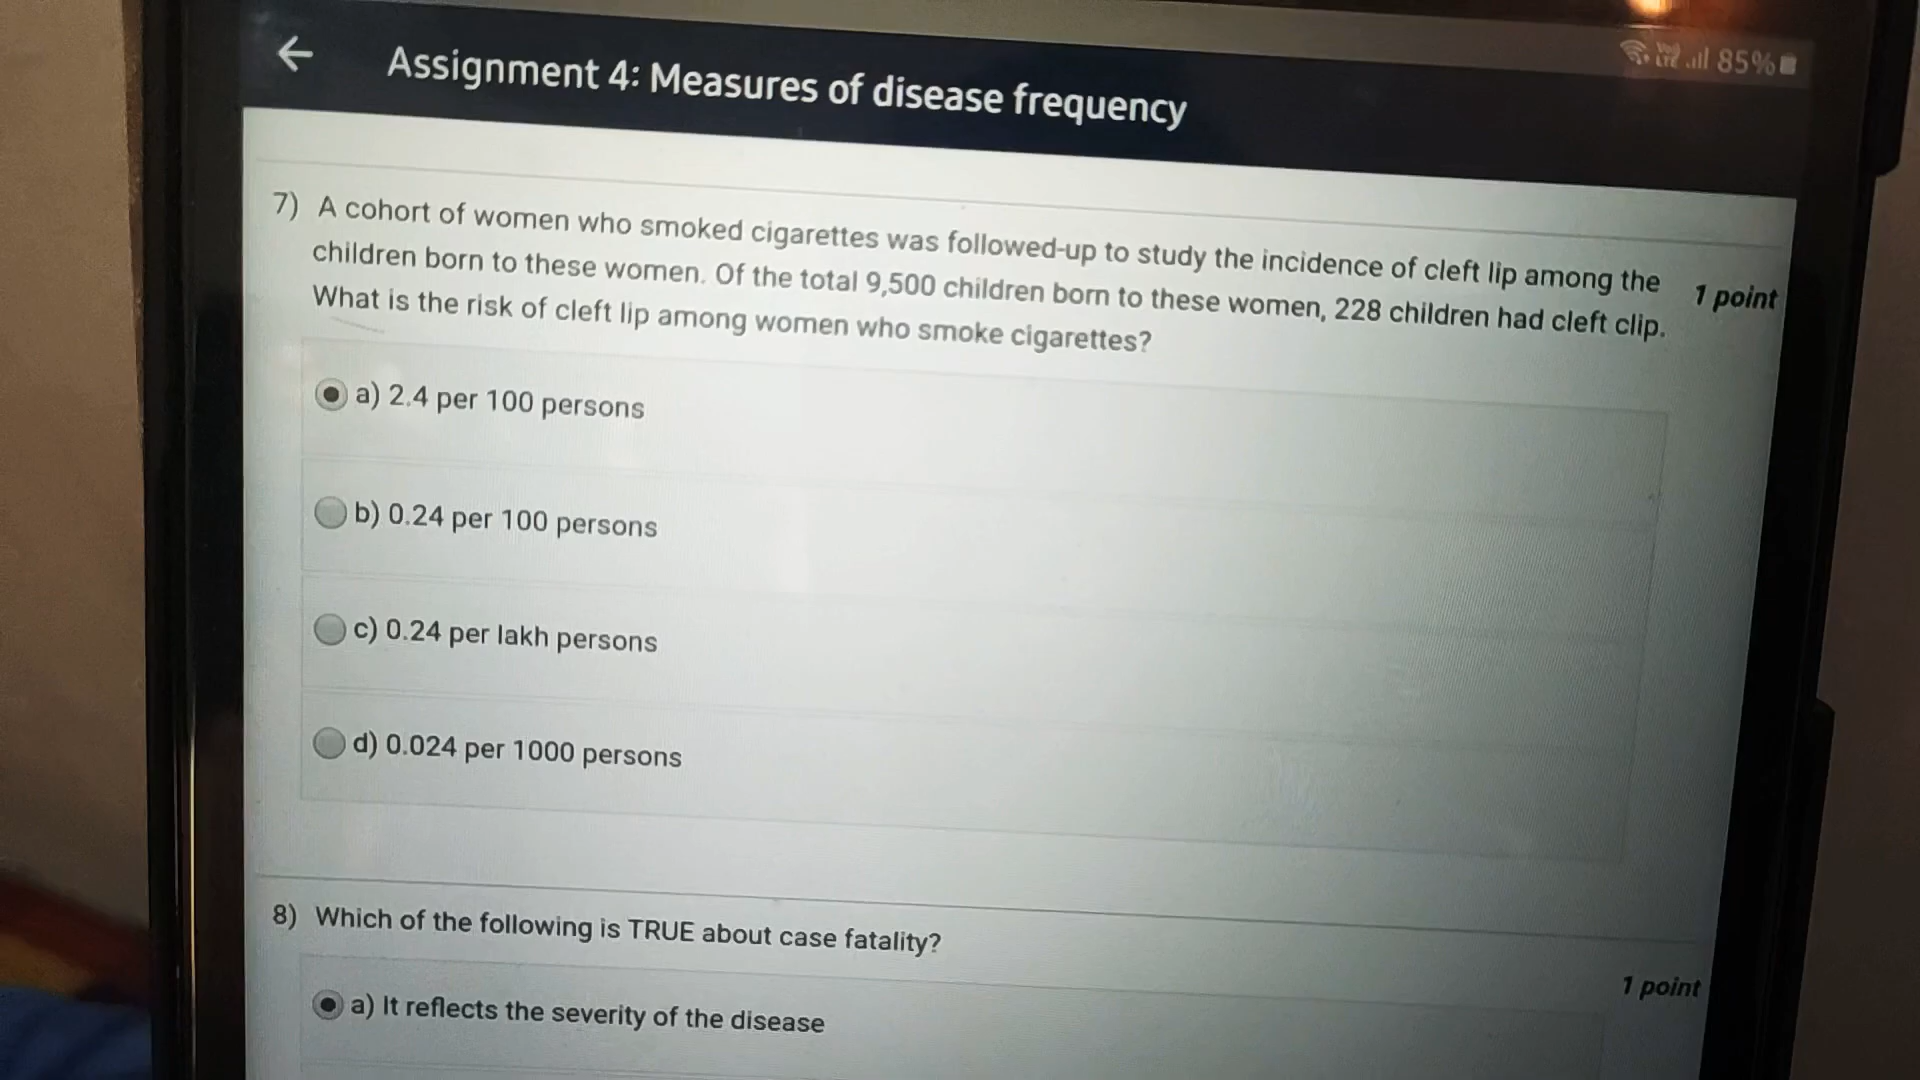 85%
Assignment 4: Measures of disease frequency
7) A cohort of women who smoked cigarettes was followed-up to study the incidence of cleft lip among the
children born to these women. Of the total 9,500 children born to these women, 228 children had cleft clip.
What is the risk of cleft lip among women who smoke cigarettes?
1 point
a) 2.4 per 100 persons
b) 0.24 per 100 persons
c) 0.24 per lakh persons
d) 0.024 per 1000 persons
8) Which of the following is TRUE about case fatality?
1 point
a) It reflects the severity of the disease